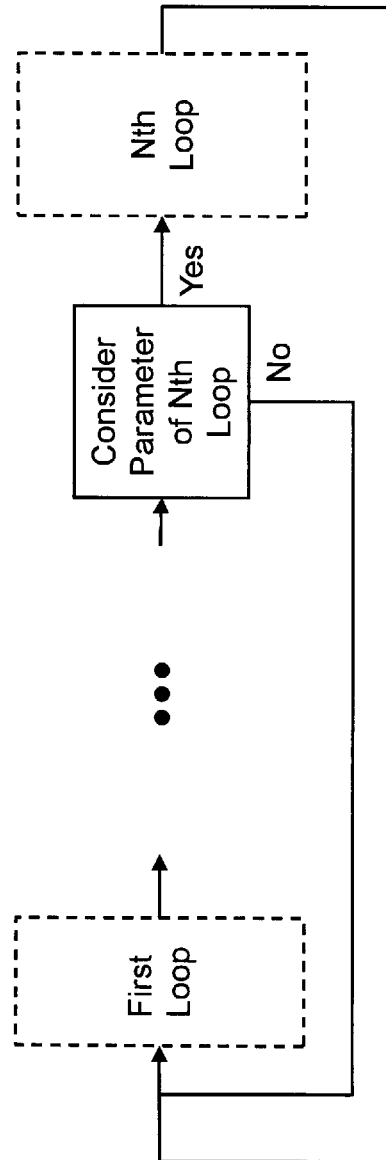 First
Loop
Consider
Parameter
of Nth
Loop
Yes
No
Nth
Loop